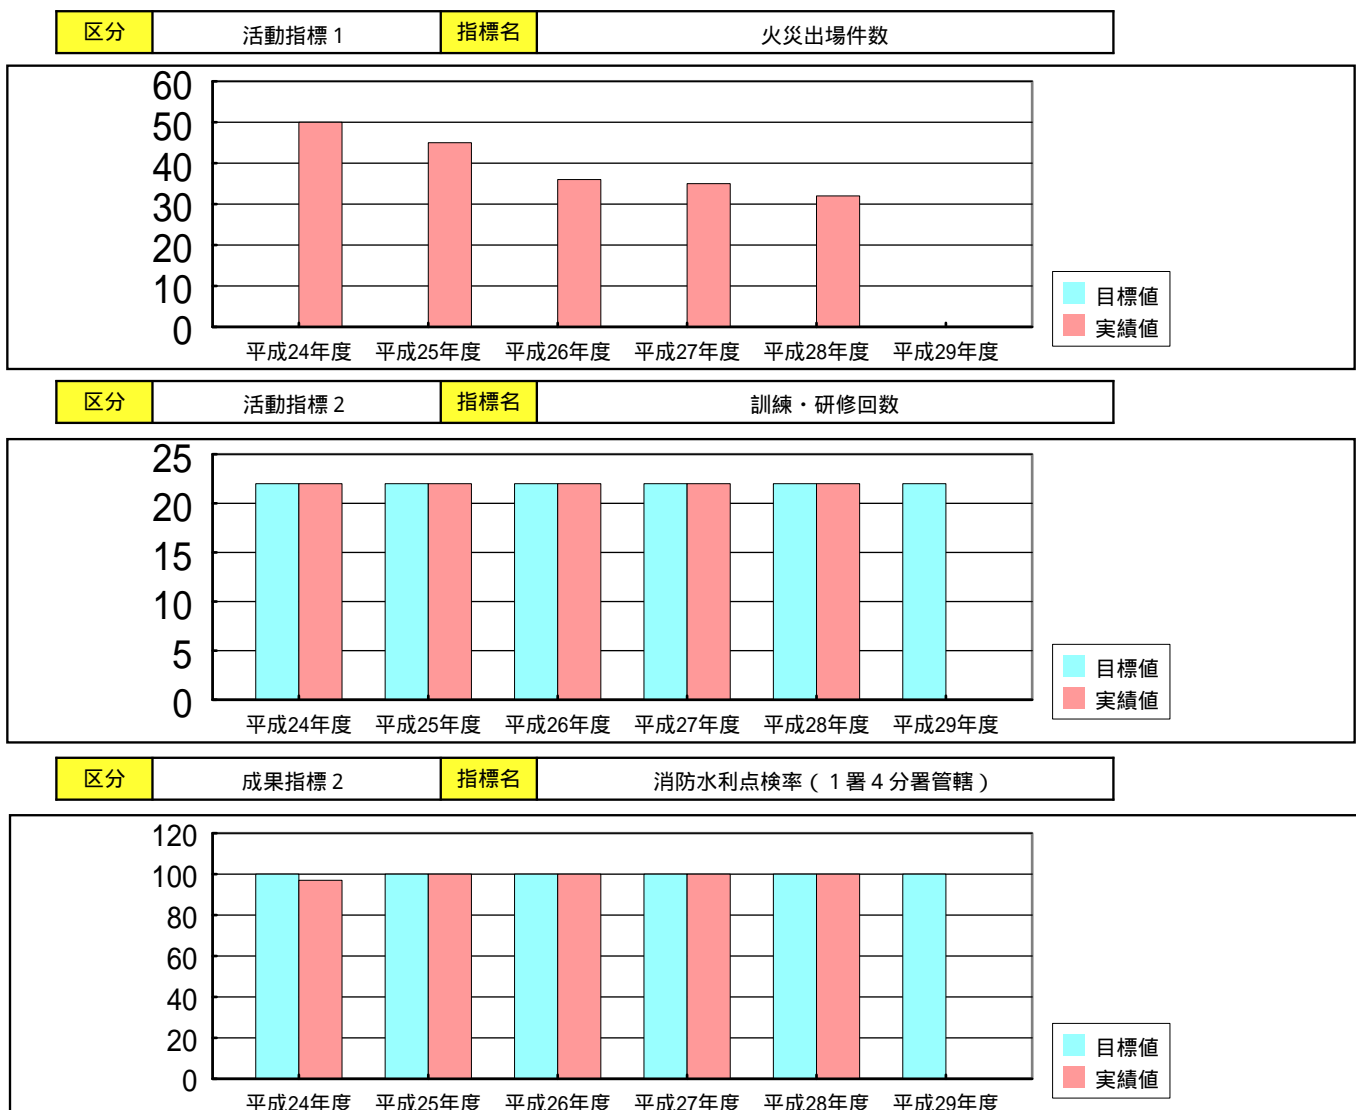 区分 活動指標１ 指標名 火災出場件数
60
50
40
30
20
10
0
平成24年度 平成25年度 平成26年度 平成27年度 平成28年度 平成29年度
目標値
実績値
区分 活動指標２ 指標名 訓練・研修回数
25
20
15
10
5
0
平成24年度 平成25年度 平成26年度 平成27年度 平成28年度 平成29年度
目標値
実績値
区分 成果指標２ 指標名 消防水利点検率（１署４分署管轄）
120
100
80
60
40
20
0
平成24年度 平成25年度 平成26年度 平成27年度 平成28年度 平成29年度
目標値
実績値